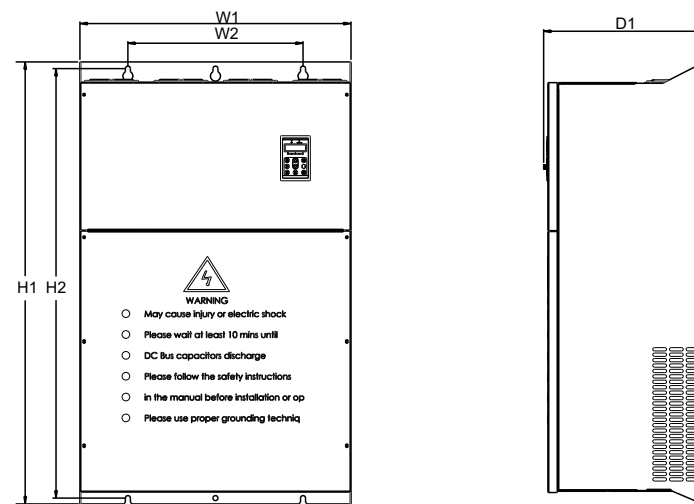 W1
W2
D1
H1
H2
WARNING
May cause injury or electric shock
Please wait at least 10 mins until
DC Bus capacitors discharge
Please follow the safety instructions
in the manual before installation or op
Please use proper grounding techniq